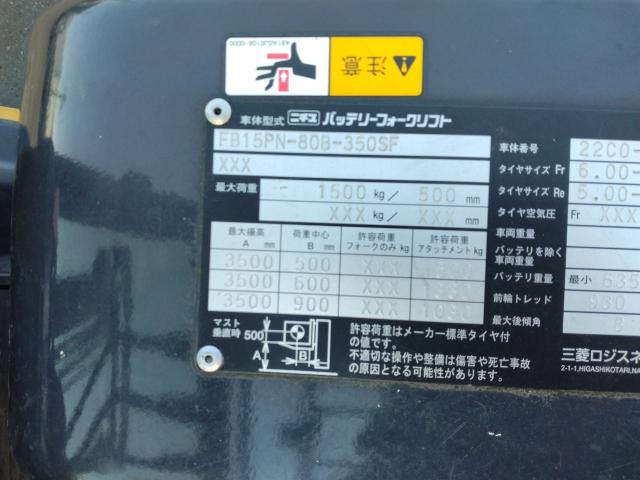 注意
車体型式 ニチユ バッテリーフォークリフト
FB15PN-80B-350SF
XXX
最大荷重 1500 kg/ 500 mm
XXX kg/ XXX mm
最大揚高 A mm 荷重中心 B mm 許容荷重 フォークのみ kg 許容荷重 アタッチメント kg
3500 500 XXX
3500 600 XXX
3500 900 XXX 1090
マスト垂直時 500 A B
許容荷重はメーカー標準タイヤ付
の値です。
不適切な操作や整備は傷害や死亡事故
の原因となる可能性があります。
車体番号 22C0-
タイヤサイズ Fr 6.00-
タイヤサイズ Re 5.00-
タイヤ空気圧 Fr XXX
車両重量
バッテリを除く
車両重量
バッテリ重量 最小 635
前輪トレッド
最大後傾角
三菱ロジスネ
2-1-1,HIGASHIKOTARI,NA